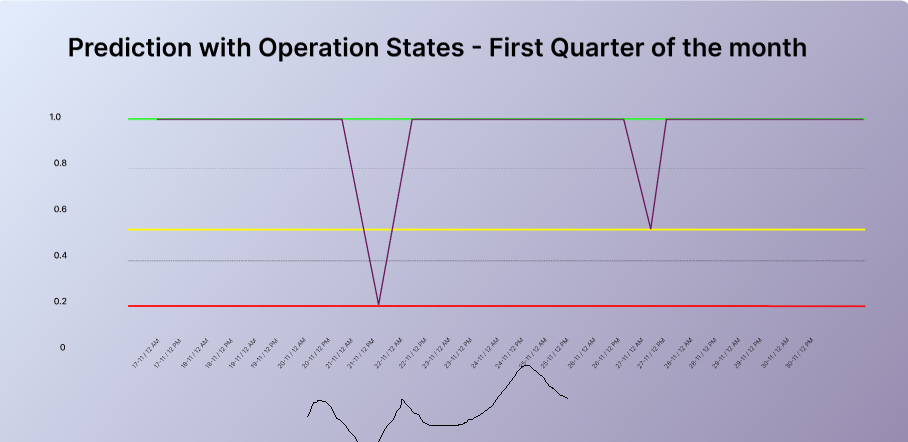 Prediction with Operation States - First Quarter of the month
1.0
0.8
0.6
0.4
0.2
0
17-11 / 12 AM
17-11 / 12 PM
18-11 / 12 AM
18-11 / 12 PM
19-11 / 12 AM
19-11 / 12 PM
20-11 / 12 AM
20-11 / 12 PM
21-11 / 12 AM
21-11 / 12 PM
22-11 / 12 AM
22-11 / 12 PM
23-11 / 12 AM
23-11 / 12 PM
24-11 / 12 AM
24-11 / 12 PM
25-11 / 12 AM
25-11 / 12 PM
26-11 / 12 AM
26-11 / 12 PM
27-11 / 12 AM
27-11 / 12 PM
28-11 / 12 AM
28-11 / 12 PM
29-11 / 12 AM
29-11 / 12 PM
30-11 / 12 AM
30-11 / 12 PM